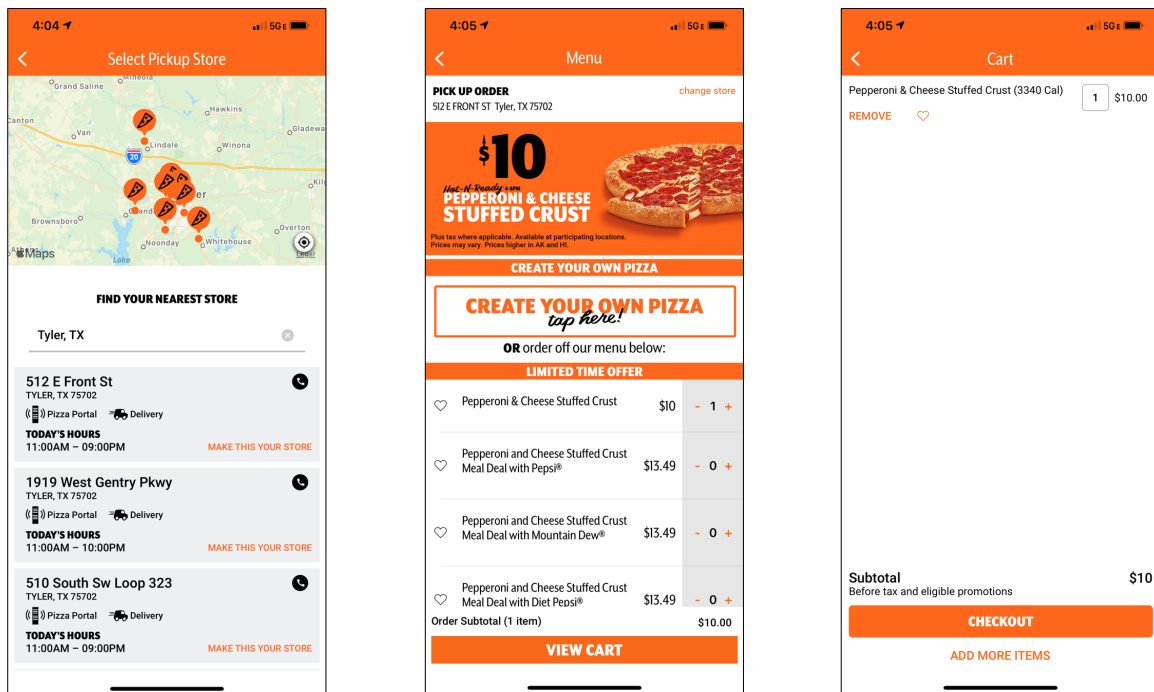 4:04
5G E
Select Pickup Store
Mineola
Grand Saline
Hawkins
Canton
Van
Gladewa
Lindale
Winona
20
Kil
er
Brownsboro
Overton
Noonday
Whitehouse
Maps
Lake
Legal
FIND YOUR NEAREST STORE
Tyler, TX
512 E Front St
TYLER, TX 75702
Pizza Portal Delivery
TODAY'S HOURS
11:00AM – 09:00PM MAKE THIS YOUR STORE
1919 West Gentry Pkwy
TYLER, TX 75702
Pizza Portal Delivery
TODAY'S HOURS
11:00AM – 10:00PM MAKE THIS YOUR STORE
510 South Sw Loop 323
TYLER, TX 75702
Pizza Portal Delivery
TODAY'S HOURS
11:00AM – 09:00PM MAKE THIS YOUR STORE
4:05
5G E
Menu
PICK UP ORDER change store
512 E FRONT ST Tyler, TX 75702
$10
Hot-N-Ready 4-8PM
PEPPERONI & CHEESE
STUFFED CRUST
Plus tax where applicable. Available at participating locations.
Prices may vary. Prices higher in AK and HI.
CREATE YOUR OWN PIZZA
CREATE YOUR OWN PIZZA
tap here!
OR order off our menu below:
LIMITED TIME OFFER
Pepperoni & Cheese Stuffed Crust $10 - 1 +
Pepperoni and Cheese Stuffed Crust
Meal Deal with Pepsi® $13.49 - 0 +
Pepperoni and Cheese Stuffed Crust
Meal Deal with Mountain Dew® $13.49 - 0 +
Pepperoni and Cheese Stuffed Crust
Meal Deal with Diet Pepsi® $13.49 - 0 +
Order Subtotal (1 item) $10.00
VIEW CART
4:05
5G E
Cart
Pepperoni & Cheese Stuffed Crust (3340 Cal) 1 $10.00
REMOVE
Subtotal $10
Before tax and eligible promotions
CHECKOUT
ADD MORE ITEMS